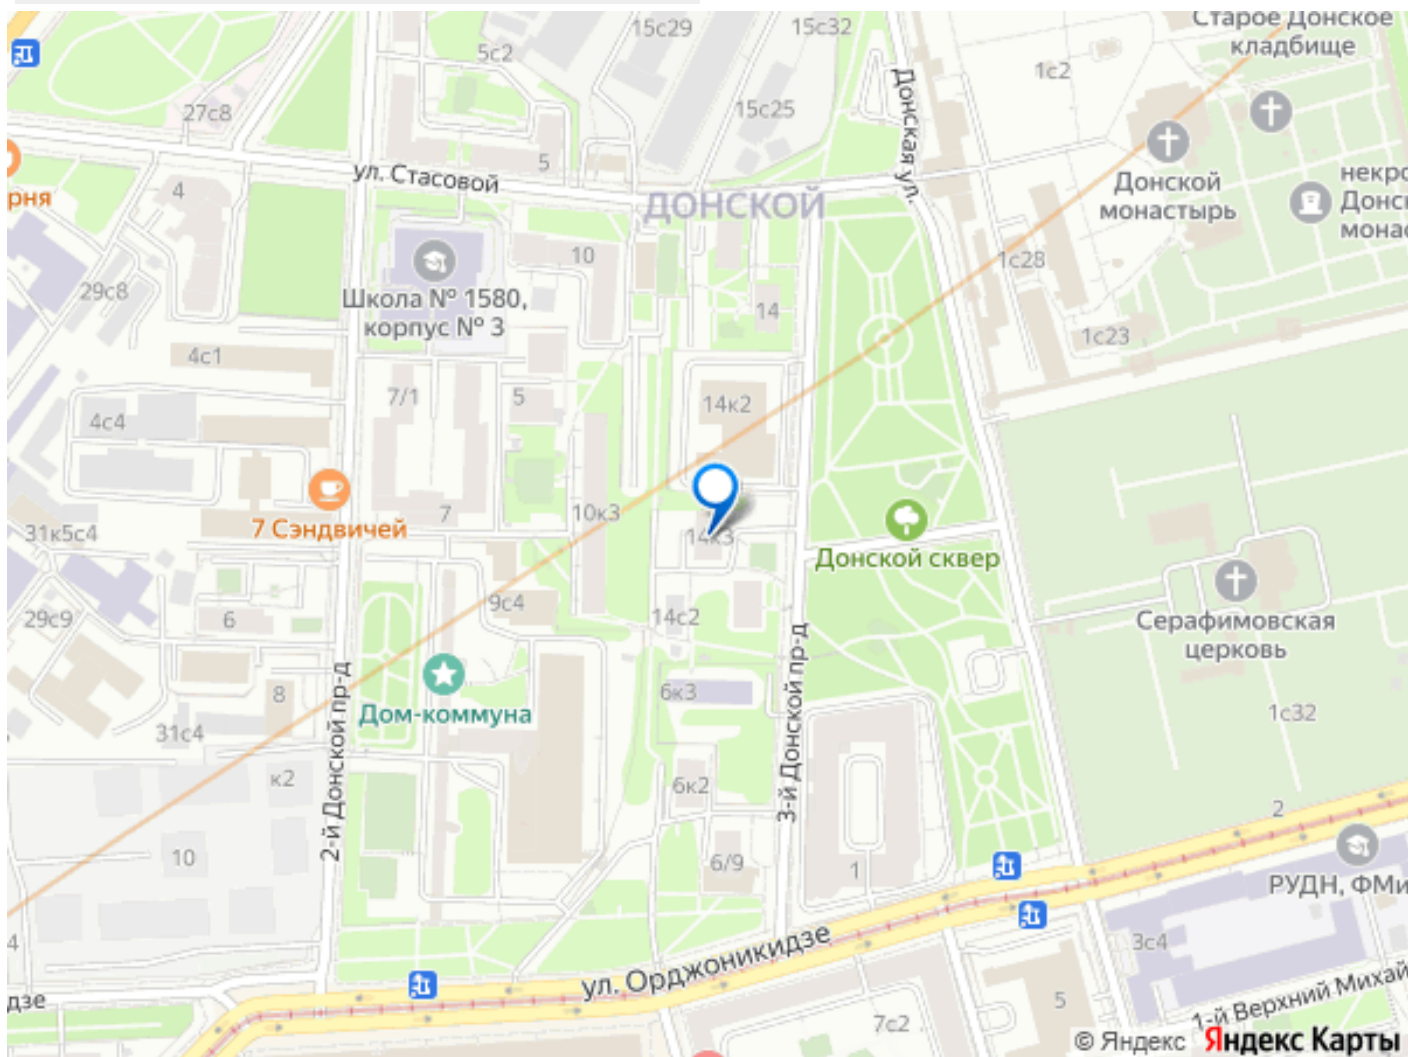 Старое Донское
кладбище
15с29
15с32
5с2
1с2
27с8
15с25
Донская ул.
5
ул. Стасовой
4
рня
ДОНСКОЙ
Донской
монастырь
некро
Донс
мона
10
1с28
29с8
Школа № 1580,
корпус № 3
14
1с23
4с1
7/1
5
14к2
4с4
7
10к3
31к5с4
7 Сэндвичей
14к3
Донской сквер
9с4
29с9
6
14с2
Серафимовская
церковь
6к3
8
Дом-коммуна
31с4
1с32
2-й Донской пр-д
3-й Донской пр-д
к2
6к2
2
10
6/9
1
РУДН, ФМи
4
3с4
ул. Орджоникидзе
дзе
5
7с2
1-й Верхний Михай
© Яндекс Яндекс Карты